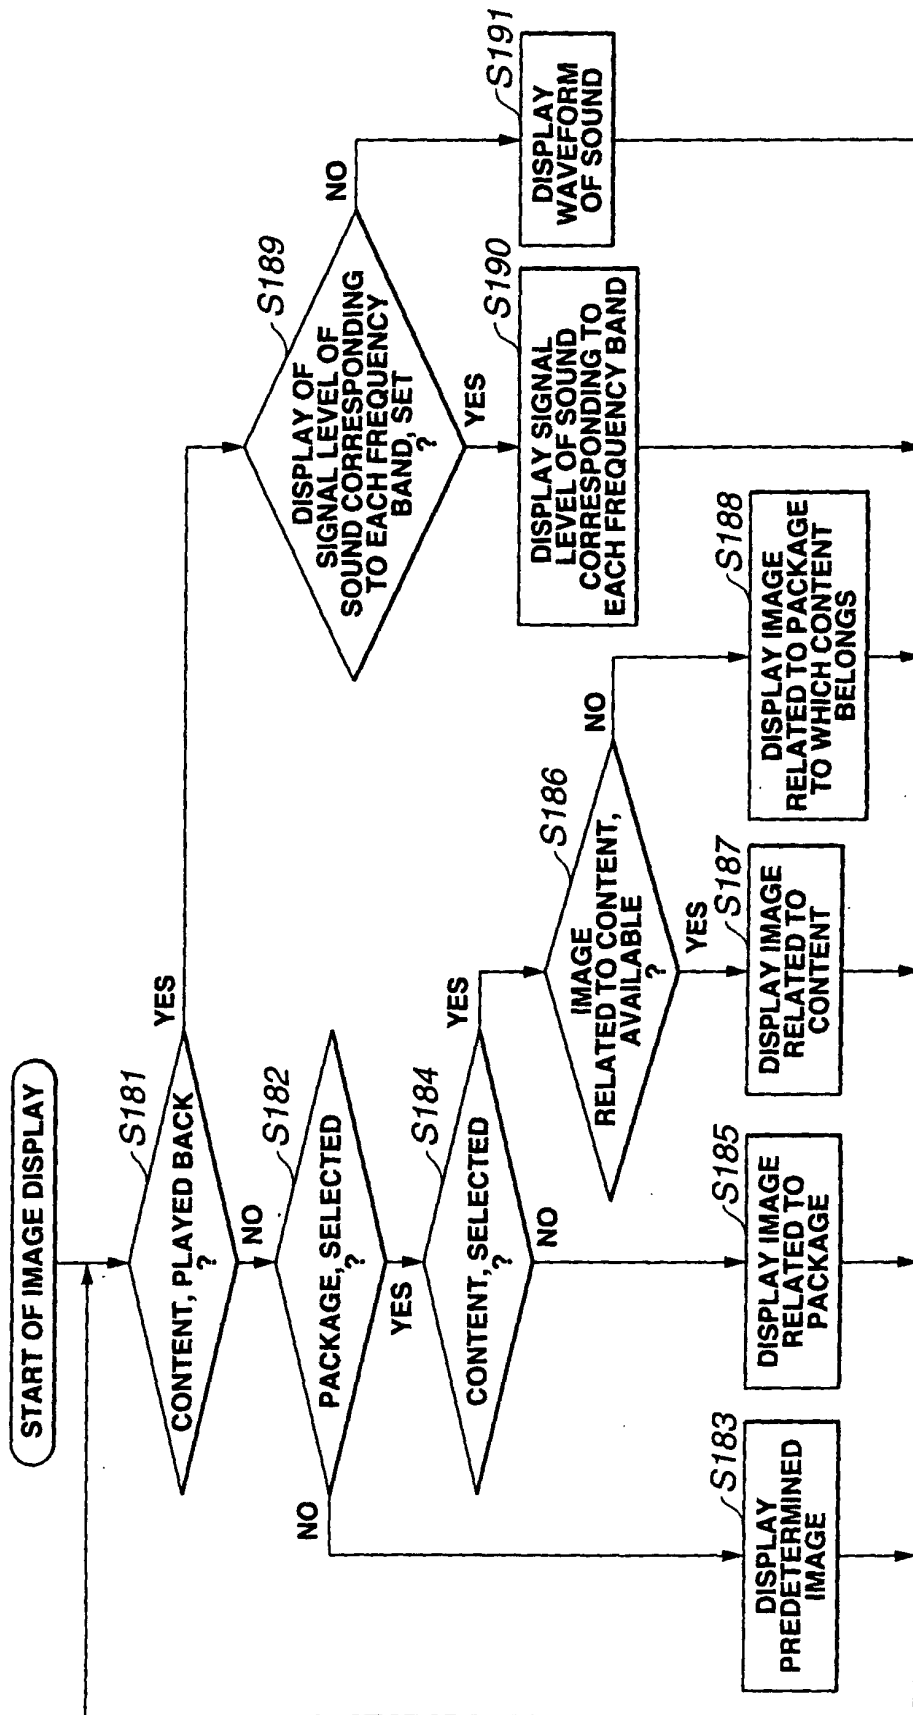 START OF IMAGE DISPLAY
S181
CONTENT, PLAYED BACK
?
YES
NO
S182
PACKAGE, SELECTED
?
NO
YES
S184
CONTENT, SELECTED
?
YES
NO
S186
IMAGE
RELATED TO CONTENT,
AVAILABLE
?
NO
YES
S189
DISPLAY OF
SIGNAL LEVEL OF
SOUND CORRESPONDING
TO EACH FREQUENCY
BAND, SET
?
NO
YES
S183
DISPLAY
PREDETERMINED
IMAGE
S185
DISPLAY IMAGE
RELATED TO
PACKAGE
S187
DISPLAY IMAGE
RELATED TO
CONTENT
S188
DISPLAY IMAGE
RELATED TO PACKAGE
TO WHICH CONTENT
BELONGS
S190
DISPLAY SIGNAL
LEVEL OF SOUND
CORRESPONDING TO
EACH FREQUENCY BAND
S191
DISPLAY
WAVEFORM
OF SOUND